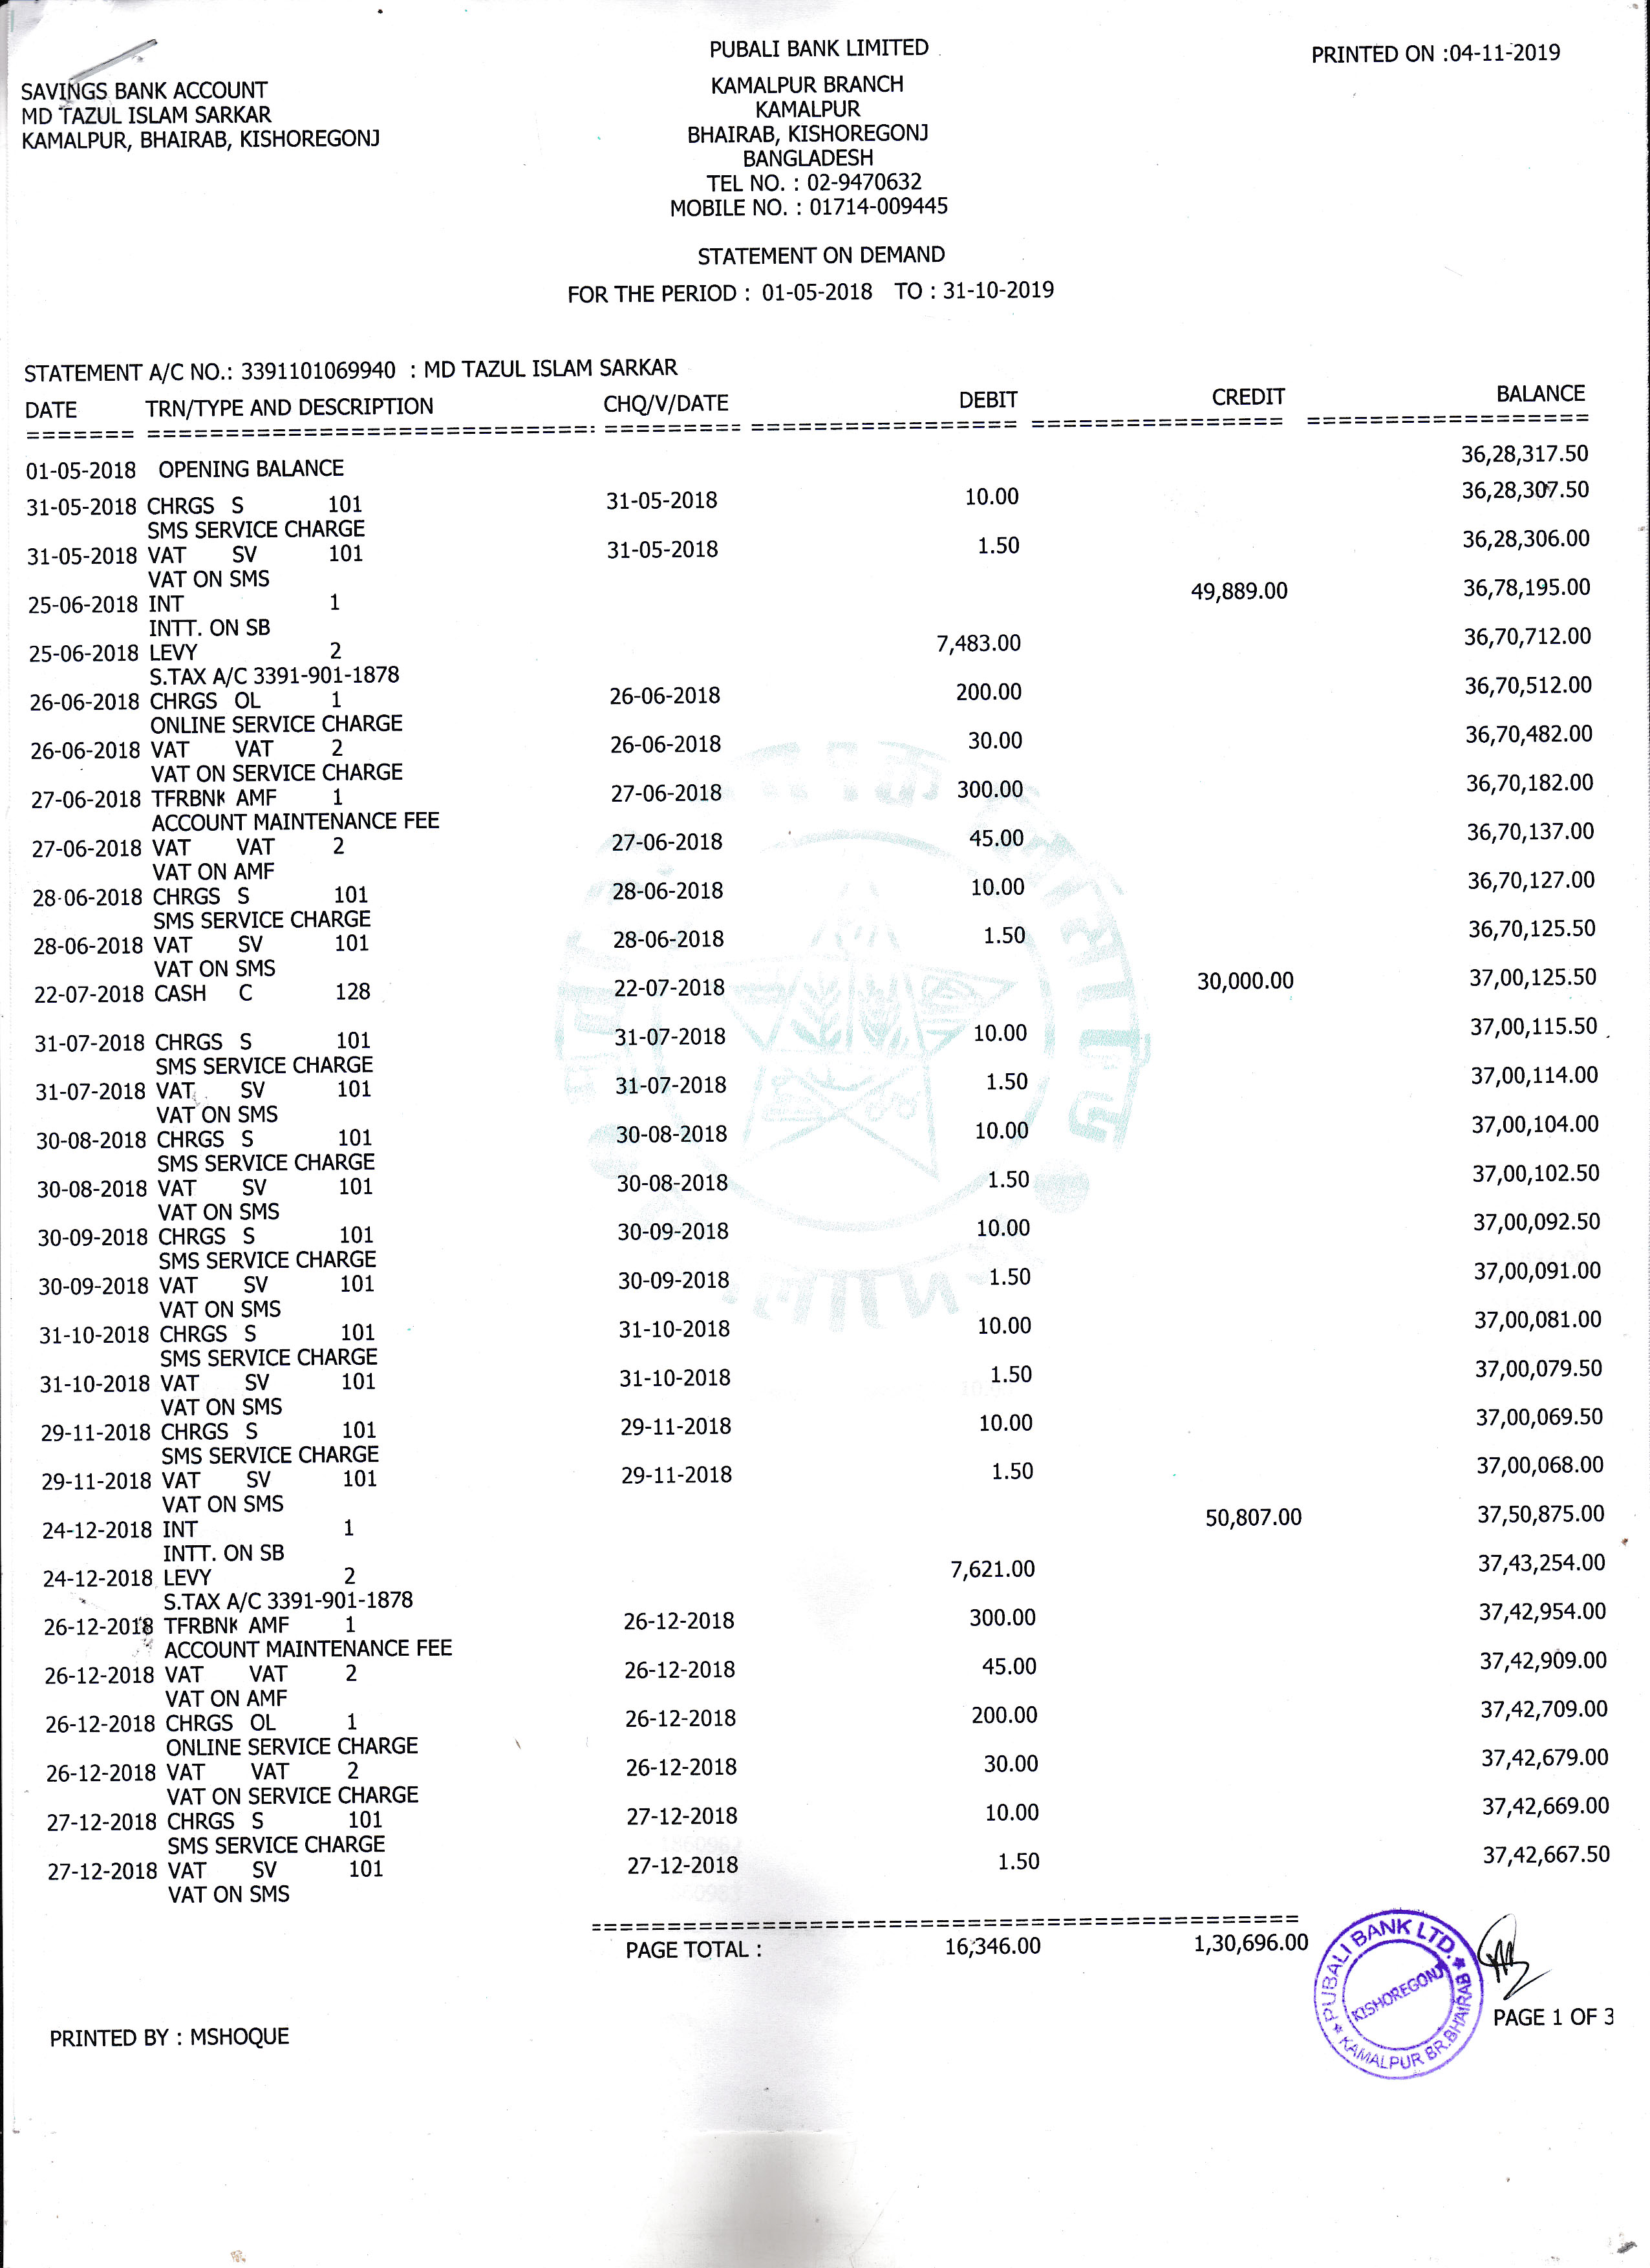 PUBALI BANK LIMITED
PRINTED ON :04-11-2019
SAVINGS BANK ACCOUNT
MD TAZUL ISLAM SARKAR
KAMALPUR, BHAIRAB, KISHOREGONJ
KAMALPUR BRANCH
KAMALPUR
BHAIRAB, KISHOREGONJ
BANGLADESH
TEL NO. : 02-9470632
MOBILE NO. : 01714-009445
STATEMENT ON DEMAND
FOR THE PERIOD : 01-05-2018 TO : 31-10-2019
STATEMENT A/C NO.: 3391101069940 : MD TAZUL ISLAM SARKAR
DATE TRN/TYPE AND DESCRIPTION CHQ/V/DATE DEBIT CREDIT BALANCE
01-05-2018 OPENING BALANCE 36,28,317.50
31-05-2018 CHRGS S 101 31-05-2018 10.00 36,28,307.50
SMS SERVICE CHARGE
31-05-2018 VAT SV 101 31-05-2018 1.50 36,28,306.00
VAT ON SMS
25-06-2018 INT 1 49,889.00 36,78,195.00
INTT. ON SB
25-06-2018 LEVY 2 7,483.00 36,70,712.00
S.TAX A/C 3391-901-1878
26-06-2018 CHRGS OL 1 26-06-2018 200.00 36,70,512.00
ONLINE SERVICE CHARGE
26-06-2018 VAT VAT 2 26-06-2018 30.00 36,70,482.00
VAT ON SERVICE CHARGE
27-06-2018 TFRBNK AMF 1 27-06-2018 300.00 36,70,182.00
ACCOUNT MAINTENANCE FEE
27-06-2018 VAT VAT 2 27-06-2018 45.00 36,70,137.00
VAT ON AMF
28-06-2018 CHRGS S 101 28-06-2018 10.00 36,70,127.00
SMS SERVICE CHARGE
28-06-2018 VAT SV 101 28-06-2018 1.50 36,70,125.50
VAT ON SMS
22-07-2018 CASH C 128 22-07-2018 30,000.00 37,00,125.50
31-07-2018 CHRGS S 101 31-07-2018 10.00 37,00,115.50
SMS SERVICE CHARGE
31-07-2018 VAT SV 101 31-07-2018 1.50 37,00,114.00
VAT ON SMS
30-08-2018 CHRGS S 101 30-08-2018 10.00 37,00,104.00
SMS SERVICE CHARGE
30-08-2018 VAT SV 101 30-08-2018 1.50 37,00,102.50
VAT ON SMS
30-09-2018 CHRGS S 101 30-09-2018 10.00 37,00,092.50
SMS SERVICE CHARGE
30-09-2018 VAT SV 101 30-09-2018 1.50 37,00,091.00
VAT ON SMS
31-10-2018 CHRGS S 101 31-10-2018 10.00 37,00,081.00
SMS SERVICE CHARGE
31-10-2018 VAT SV 101 31-10-2018 1.50 37,00,079.50
VAT ON SMS
29-11-2018 CHRGS S 101 29-11-2018 10.00 37,00,069.50
SMS SERVICE CHARGE
29-11-2018 VAT SV 101 29-11-2018 1.50 37,00,068.00
VAT ON SMS
24-12-2018 INT 1 50,807.00 37,50,875.00
INTT. ON SB
24-12-2018 LEVY 2 7,621.00 37,43,254.00
S.TAX A/C 3391-901-1878
26-12-2018 TFRBNK AMF 1 26-12-2018 300.00 37,42,954.00
ACCOUNT MAINTENANCE FEE
26-12-2018 VAT VAT 2 26-12-2018 45.00 37,42,909.00
VAT ON AMF
26-12-2018 CHRGS OL 1 26-12-2018 200.00 37,42,709.00
ONLINE SERVICE CHARGE
26-12-2018 VAT VAT 2 26-12-2018 30.00 37,42,679.00
VAT ON SERVICE CHARGE
27-12-2018 CHRGS S 101 27-12-2018 10.00 37,42,669.00
SMS SERVICE CHARGE
27-12-2018 VAT SV 101 27-12-2018 1.50 37,42,667.50
VAT ON SMS
PAGE TOTAL : 16,346.00 1,30,696.00
PUBALI BANK LTD.
KISHOREGONJ
KAMALPUR BR.BHAIRAB
PAGE 1 OF 3
PRINTED BY : MSHOQUE